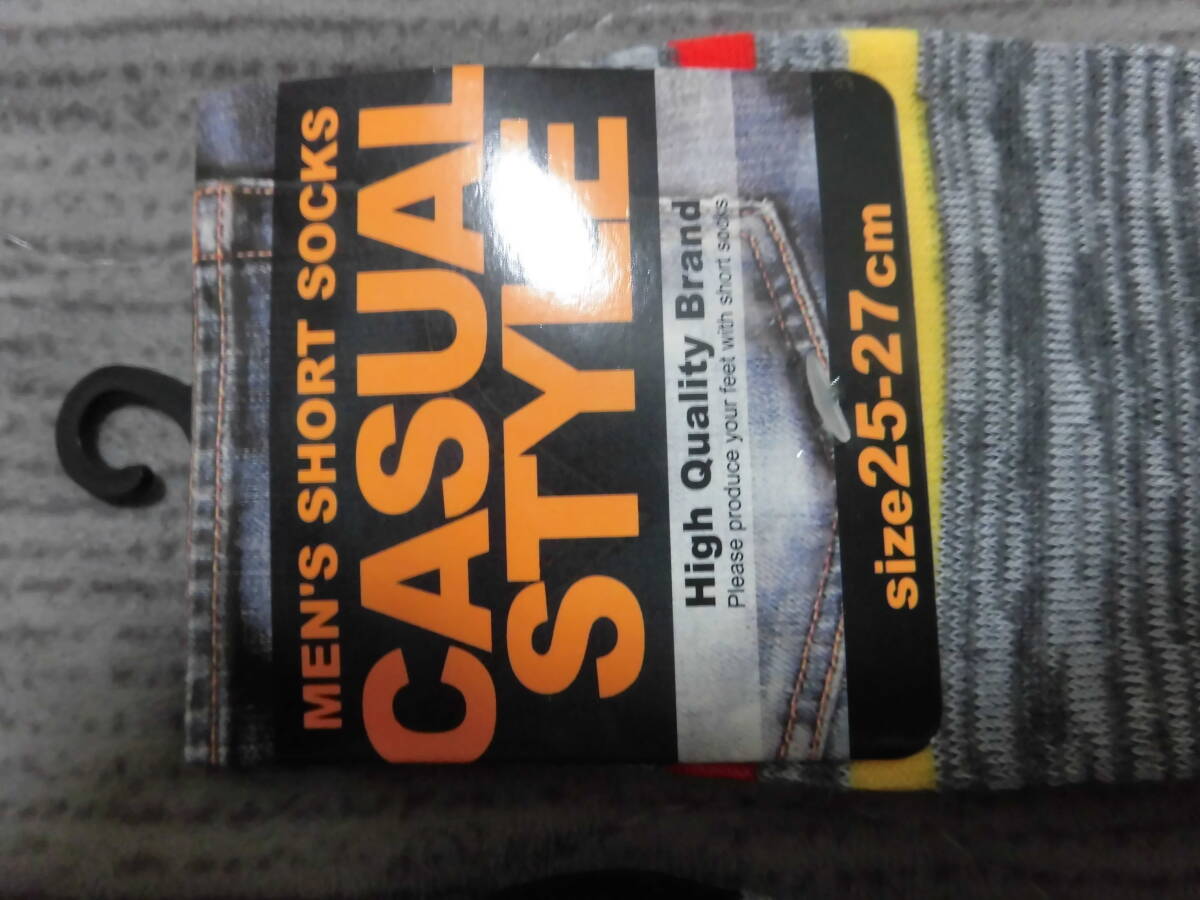 MEN'S SHORT SOCKS
CASUAL
STYLE
High Quality Brand
Please produce your feet with short socks
size25-27cm